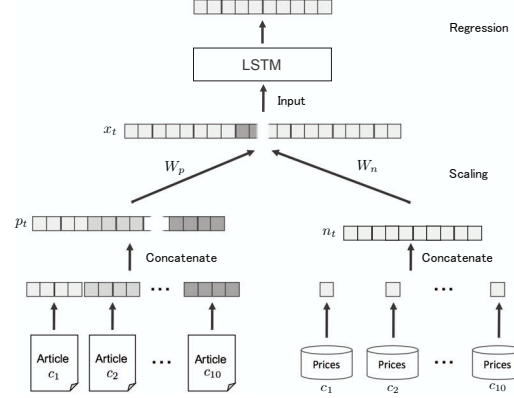 Regression
LSTM
Input
x_t
W_p
W_n
Scaling
p_t
n_t
Concatenate
Concatenate
...
...
Article
c_1
Article
c_2
...
Article
c_10
Prices
c_1
Prices
c_2
...
Prices
c_10